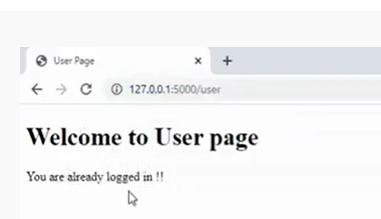 User Page
127.0.0.1:5000/user
Welcome to User page
You are already logged in !!